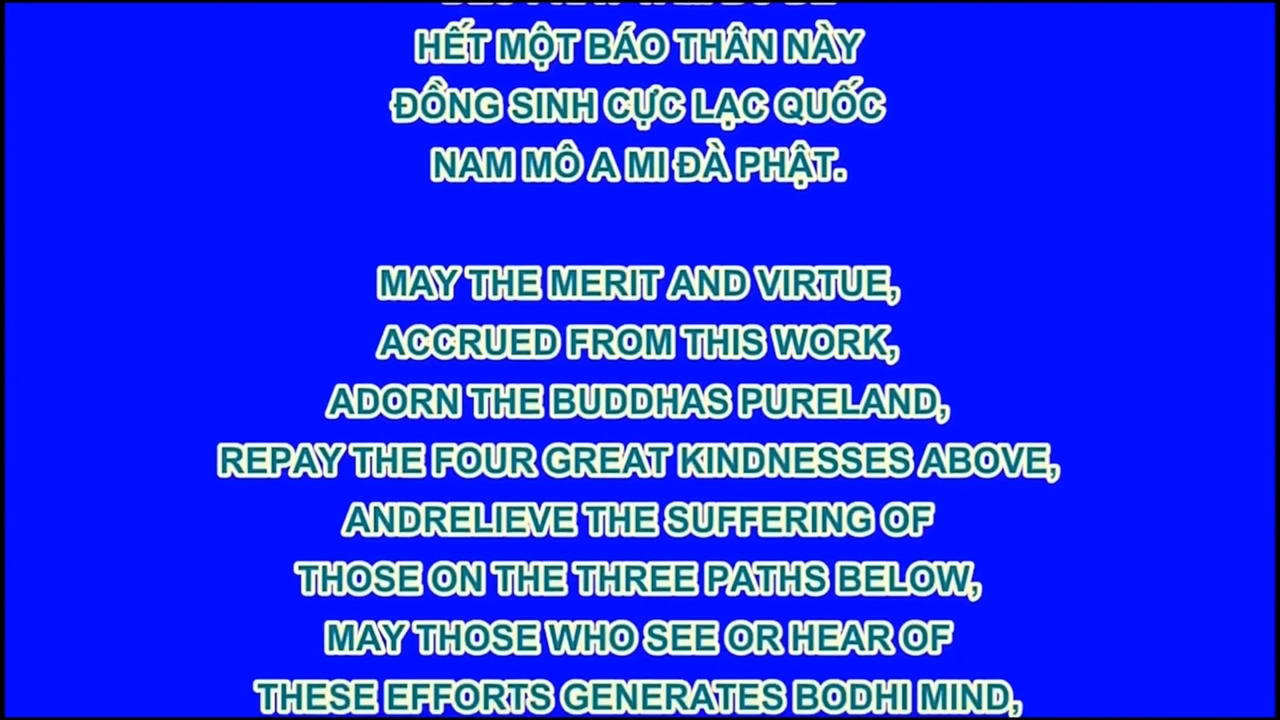 HẾT MỘT BÁO THÂN NÀY
ĐỒNG SINH CỰC LẠC QUỐC
NAM MÔ A MI ĐÀ PHẬT.
MAY THE MERIT AND VIRTUE,
ACCRUED FROM THIS WORK,
ADORN THE BUDDHAS PURELAND,
REPAY THE FOUR GREAT KINDNESSES ABOVE,
ANDRELIEVE THE SUFFERING OF
THOSE ON THE THREE PATHS BELOW,
MAY THOSE WHO SEE OR HEAR OF
THESE EFFORTS GENERATES BODHI MIND,